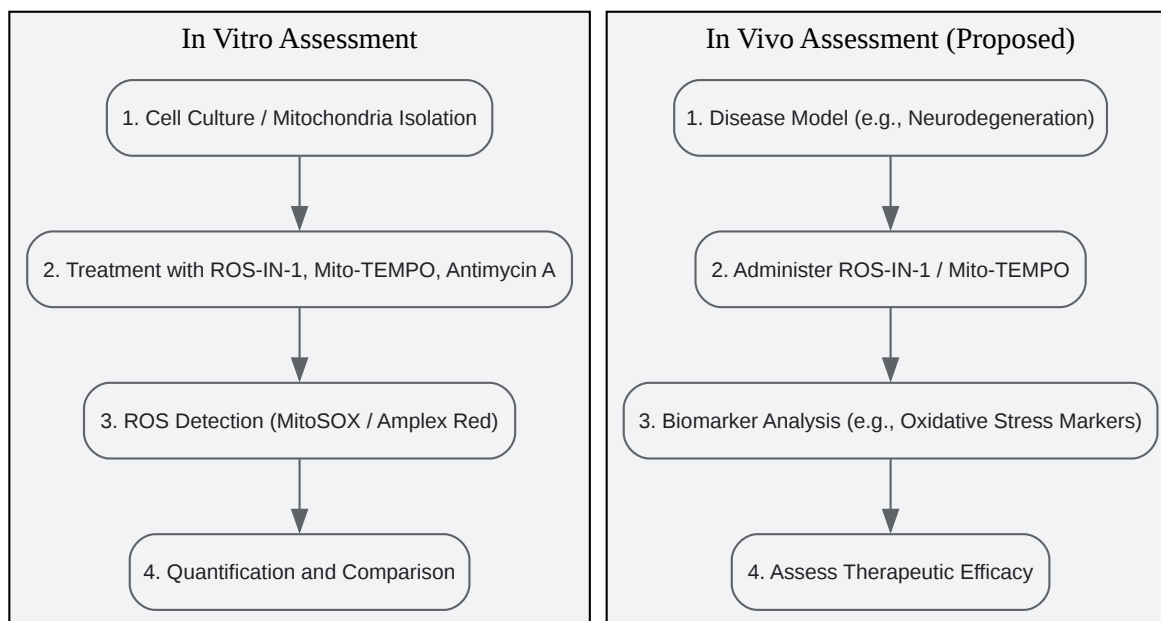 In Vitro Assessment
1. Cell Culture / Mitochondria Isolation
2. Treatment with ROS-IN-1, Mito-TEMPO, Antimycin A
3. ROS Detection (MitoSOX / Amplex Red)
4. Quantification and Comparison
In Vivo Assessment (Proposed)
1. Disease Model (e.g., Neurodegeneration)
2. Administer ROS-IN-1 / Mito-TEMPO
3. Biomarker Analysis (e.g., Oxidative Stress Markers)
4. Assess Therapeutic Efficacy